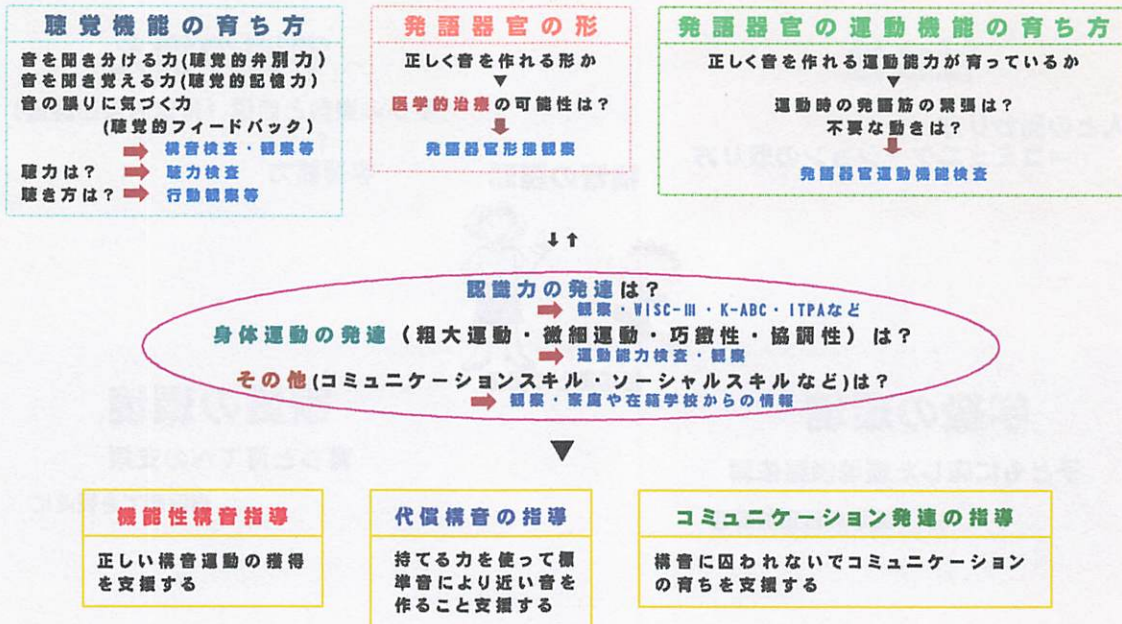 聴覚機能の育ち方
音を聞き分ける力(聴覚的弁別力)
音を聞き覚える力(聴覚的記憶力)
音の誤りに気づく力
(聴覚的フィードバック)
➡ 構音検査・観察等
聴力は? ➡ 聴力検査
聴き方は? ➡ 行動観察等
発語器官の形
正しく音を作れる形か
▼
医学的治療の可能性は?
発語器官形態観察
発語器官の運動機能の育ち方
正しく音を作れる運動能力が育っているか
▼
運動時の発語筋の緊張は?
不要な動きは?
発語器官運動機能検査
⬇⬆
認識力の発達は?
➡ 観察・WISC-Ⅲ・K-ABC・ITPAなど
身体運動の発達(粗大運動・微細運動・巧緻性・協調性)は?
➡ 運動能力検査・観察
その他(コミュニケーションスキル・ソーシャルスキルなど)は?
➡ 観察・家庭や在籍学校からの情報
▼
機能性構音指導
正しい構音運動の獲得
を支援する
代償構音の指導
持てる力を使って標
準音により近い音を
作ること支援する
コミュニケーション発達の指導
構音に囚われないでコミュニケーション
の育ちを支援する